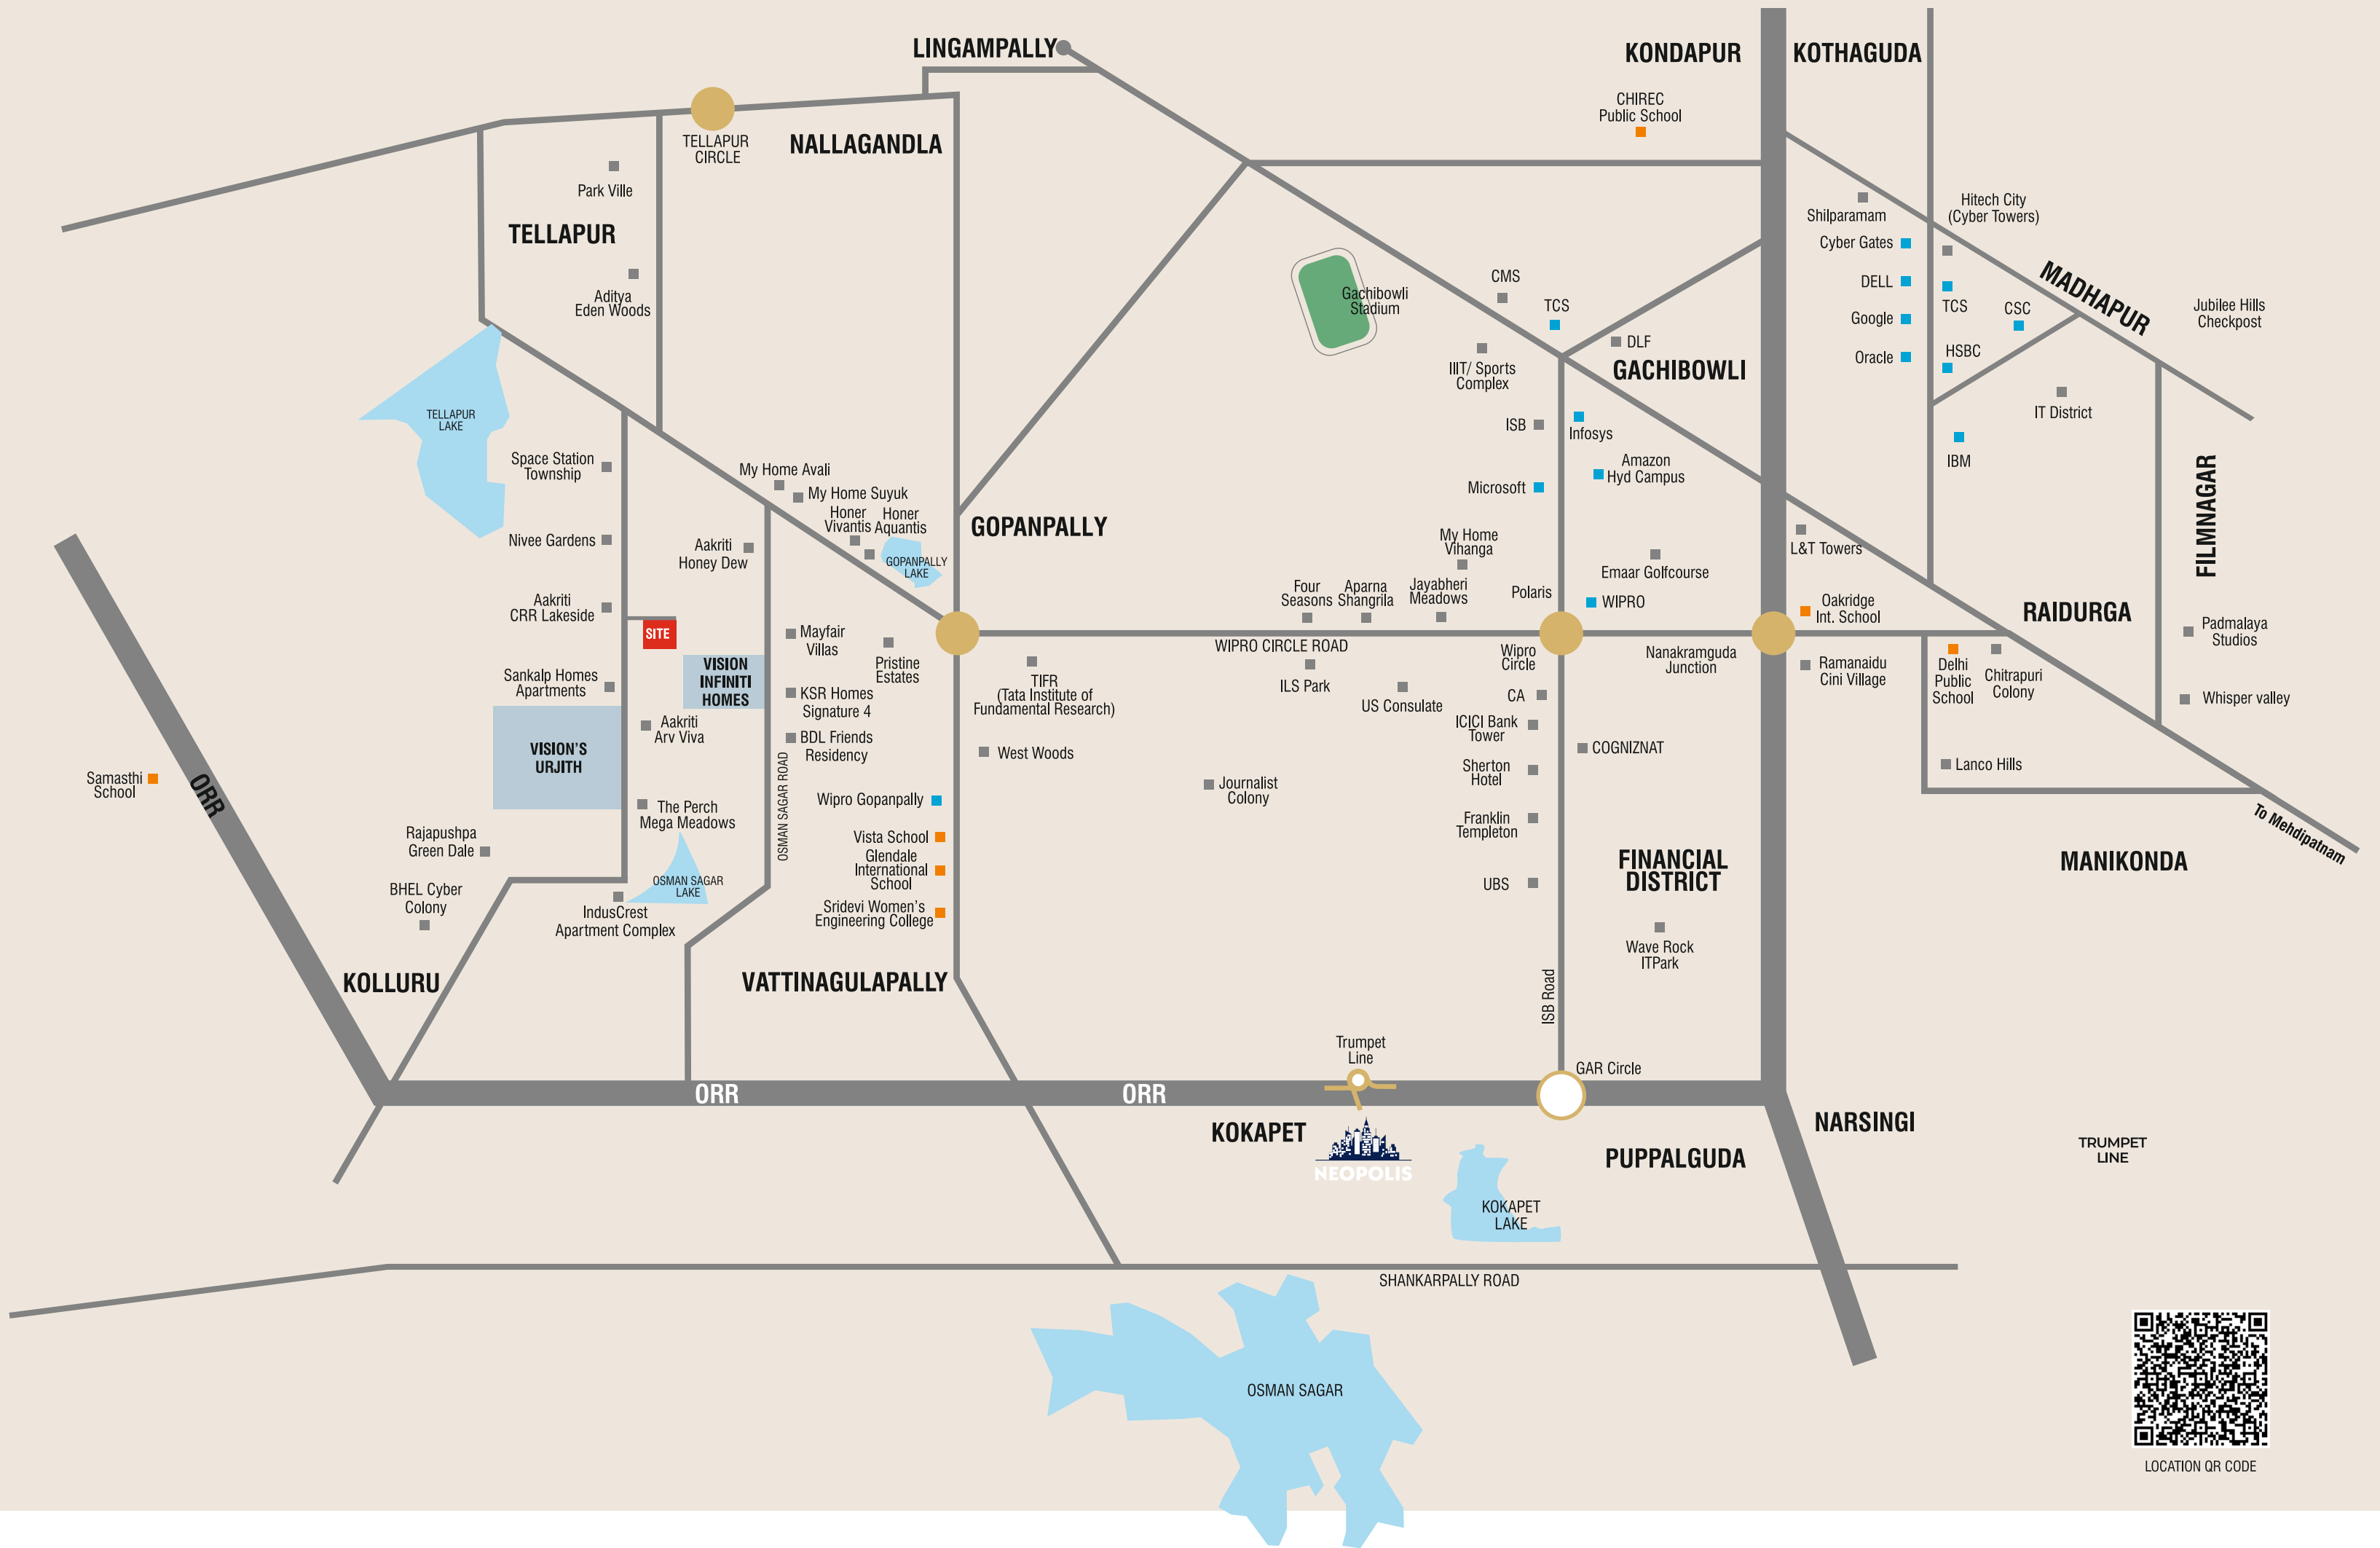 LINGAMPALLY
KONDAPUR
KOTHAGUDA
CHIREC
Public School
TELLAPUR
CIRCLE
NALLAGANDLA
Park Ville
TELLAPUR
Aditya
Eden Woods
Shilparamam
Hitech City
(Cyber Towers)
Cyber Gates
DELL
TCS
Google
CSC
Oracle
HSBC
MADHAPUR
Jubilee Hills
Checkpost
IT District
IBM
FILMNAGAR
Gachibowli
Stadium
CMS
TCS
DLF
IIIT/ Sports
Complex
GACHIBOWLI
ISB
Infosys
Amazon
Hyd Campus
Microsoft
TELLAPUR
LAKE
Space Station
Township
My Home Avali
My Home Suyuk
Honer
Vivantis
Honer
Aquantis
GOPANPALLY
Nivee Gardens
Aakriti
Honey Dew
GOPANPALLY
LAKE
My Home
Vihanga
Emaar Golfcourse
L&T Towers
Aakriti
CRR Lakeside
SITE
Four
Seasons
Aparna
Shangrila
Jayabheri
Meadows
Polaris
WIPRO
Oakridge
Int. School
RAIDURGA
Padmalaya
Studios
Mayfair
Villas
Pristine
Estates
WIPRO CIRCLE ROAD
Wipro
Circle
Nanakramguda
Junction
Ramanaidu
Cini Village
Delhi
Public
School
Chitrapuri
Colony
Whisper valley
Sankalp Homes
Apartments
VISION
INFINITI
HOMES
KSR Homes
Signature 4
TIFR
(Tata Institute of
Fundamental Research)
ILS Park
US Consulate
CA
ICICI Bank
Tower
COGNIZNAT
VISION'S
URJITH
Aakriti
Arv Viva
BDL Friends
Residency
West Woods
Sherton
Hotel
Lanco Hills
Samasthi
School
ORR
OSMAN SAGAR ROAD
Wipro Gopanpally
Journalist
Colony
The Perch
Mega Meadows
Franklin
Templeton
To Mehdipatnam
Rajapushpa
Green Dale
Vista School
Glendale
International
School
FINANCIAL
DISTRICT
MANIKONDA
BHEL Cyber
Colony
OSMAN SAGAR
LAKE
UBS
IndusCrest
Apartment Complex
Sridevi Women's
Engineering College
Wave Rock
ITPark
KOLLURU
VATTINAGULAPALLY
ISB Road
Trumpet
Line
GAR Circle
ORR
ORR
KOKAPET
NEOPOLIS
PUPPALGUDA
NARSINGI
TRUMPET
LINE
KOKAPET
LAKE
SHANKARPALLY ROAD
OSMAN SAGAR
LOCATION QR CODE